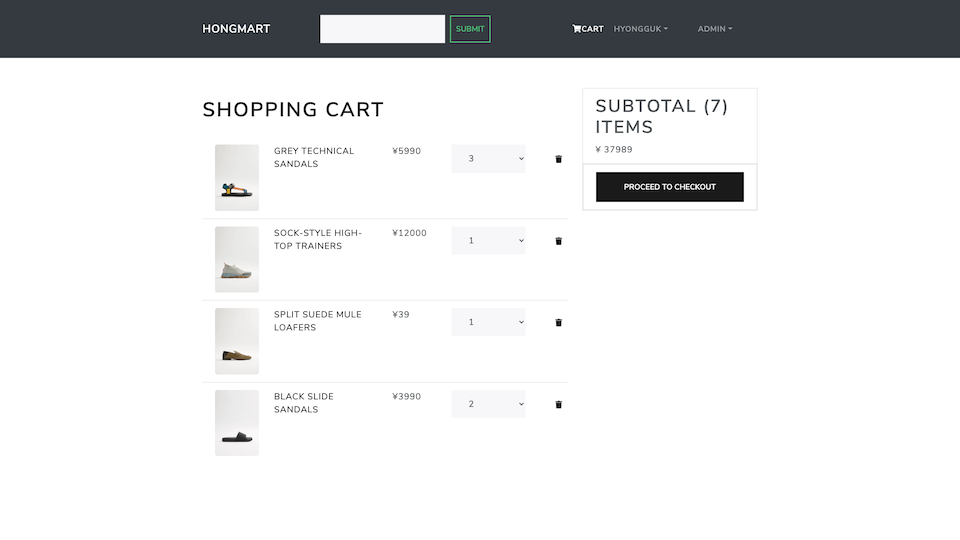 HONGMART
SUBMIT
CART
HYONGGUK
ADMIN
SHOPPING CART
GREY TECHNICAL
SANDALS
¥5990
3
SOCK-STYLE HIGH-
TOP TRAINERS
¥12000
1
SPLIT SUEDE MULE
LOAFERS
¥39
1
BLACK SLIDE
SANDALS
¥3990
2
SUBTOTAL (7)
ITEMS
¥ 37989
PROCEED TO CHECKOUT